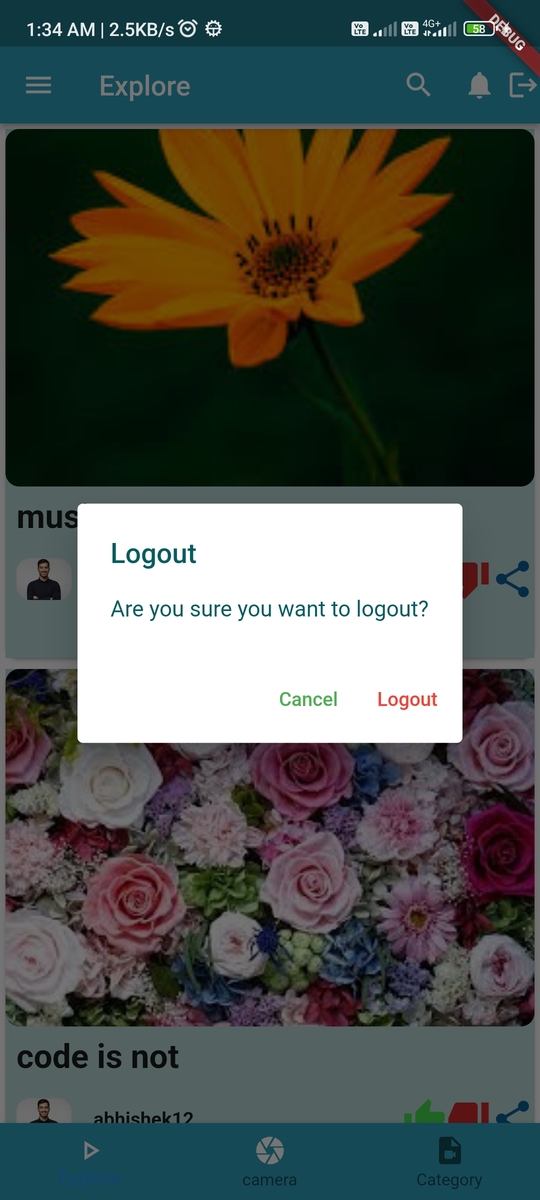 1:34 AM | 2.5KB/s
Vo LTE
Vo LTE
4G+
58
DEBUG
Explore
mus
Logout
Are you sure you want to logout?
Cancel
Logout
code is not
abhishek12
Explore
camera
Category